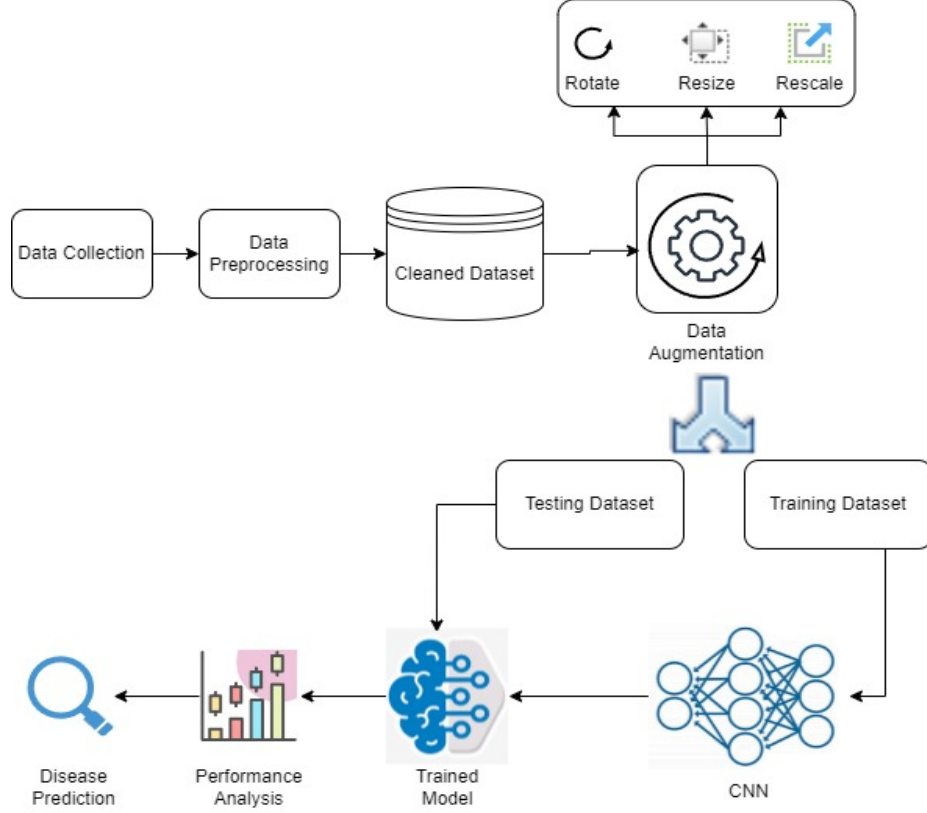 Rotate
Resize
Rescale
Data Collection
Data
Preprocessing
Cleaned Dataset
Data
Augmentation
Testing Dataset
Training Dataset
Disease
Prediction
Performance
Analysis
Trained
Model
CNN